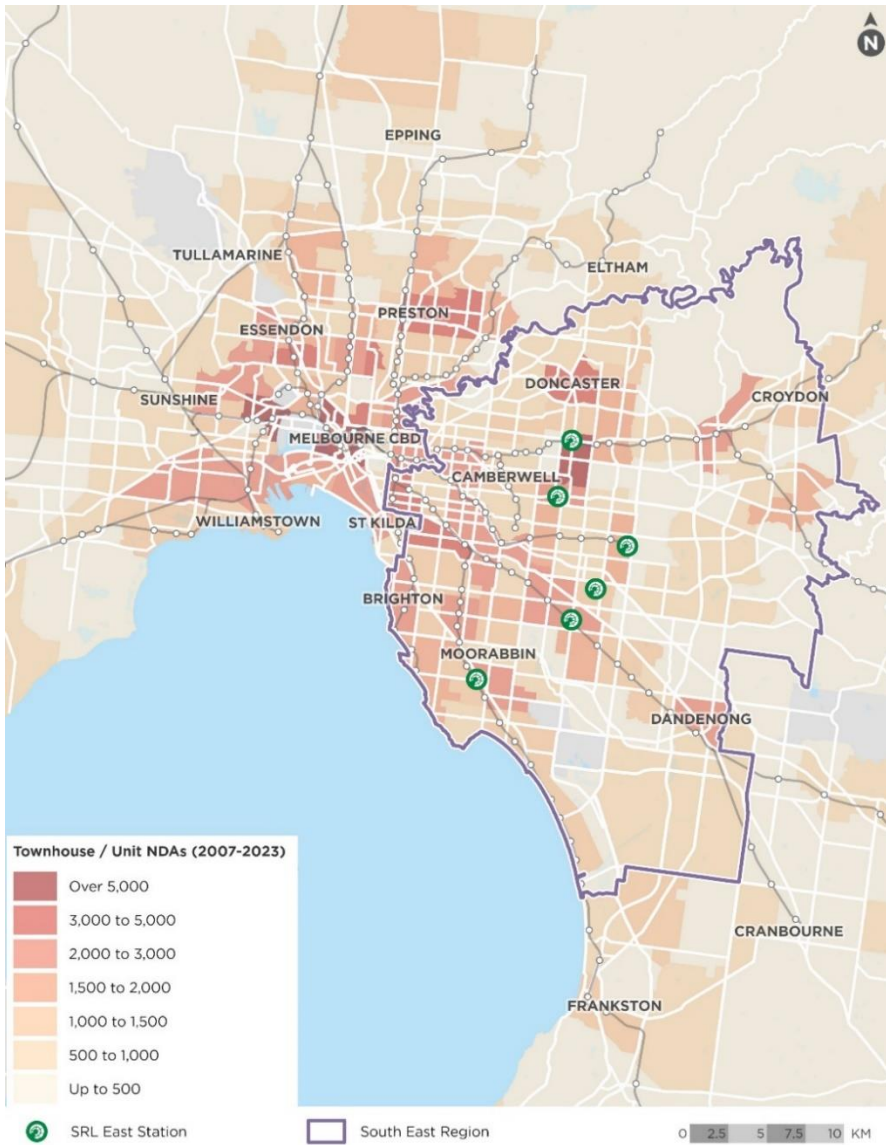 N
EPPING
TULLAMARINE
ELTHAM
PRESTON
ESSENDON
DONCASTER
CROYDON
SUNSHINE
MELBOURNE CBD
CAMBERWELL
WILLIAMSTOWN
ST KILDA
BRIGHTON
MOORABBIN
DANDENONG
CRANBOURNE
FRANKSTON
Townhouse / Unit NDAs (2007-2023)
Over 5,000
3,000 to 5,000
2,000 to 3,000
1,500 to 2,000
1,000 to 1,500
500 to 1,000
Up to 500
SRL East Station
South East Region
0 2.5 5 7.5 10 KM